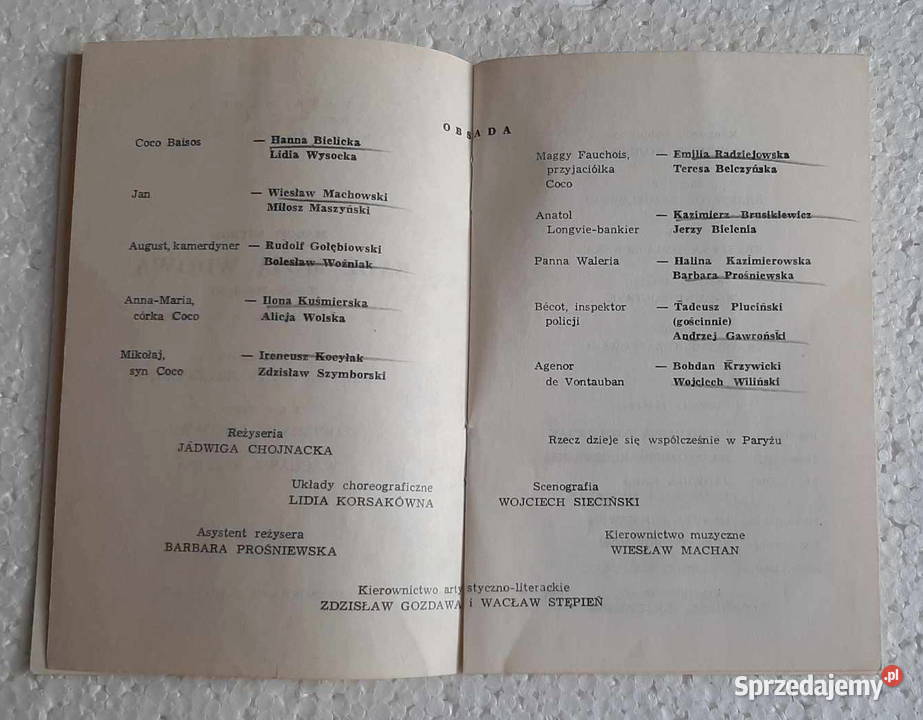 OBSADA
Coco Baisos — Hanna Bielicka
Lidia Wysocka
Jan — Wiesław Machowski
Miłosz Maszyński
August, kamerdyner — Rudolf Gołębiowski
Bolesław Woźniak
Anna-Maria, — Ilona Kuśmierska
córka Coco Alicja Wolska
Mikołaj, — Ireneusz Kocyłak
syn Coco Zdzisław Szymborski
Reżyseria
JADWIGA CHOJNACKA
Układy choreograficzne
LIDIA KORSAKÓWNA
Asystent reżysera
BARBARA PROŚNIEWSKA
Maggy Fauchois, — Emilia Radziejowska
przyjaciółka Teresa Belczyńska
Coco
Anatol — Kazimierz Brusikiewicz
Longvie-bankier Jerzy Bielenia
Panna Waleria — Halina Kazimierowska
Barbara Prośniewska
Bécot, inspektor — Tadeusz Pluciński
policji (gościnnie)
Andrzej Gawroński
Agenor — Bohdan Krzywicki
de Vontauban Wojciech Wiliński
Rzecz dzieje się współcześnie w Paryżu
Scenografia
WOJCIECH SIECIŃSKI
Kierownictwo muzyczne
WIESŁAW MACHAN
Kierownictwo artystyczno-literackie
ZDZISŁAW GOZDAWA i WACŁAW STĘPIEŃ
Sprzedajemy.pl